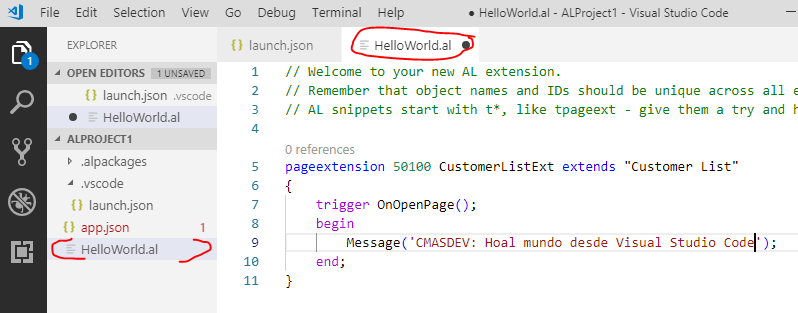 File Edit Selection View Go Debug Terminal Help ● HelloWorld.al - ALProject1 - Visual Studio Code
EXPLORER
OPEN EDITORS 1 UNSAVED
{} launch.json .vscode
● HelloWorld.al
ALPROJECT1
.alpackages
.vscode
{} launch.json
{} app.json 1
HelloWorld.al
1
{} launch.json
HelloWorld.al ●
1 // Welcome to your new AL extension.
2 // Remember that object names and IDs should be unique across all e
3 // AL snippets start with t*, like tpageext - give them a try and h
4
0 references
5 pageextension 50100 CustomerListExt extends "Customer List"
6 {
7 trigger OnOpenPage();
8 begin
9 Message('CMASDEV: Hoal mundo desde Visual Studio Code');
10 end;
11 }